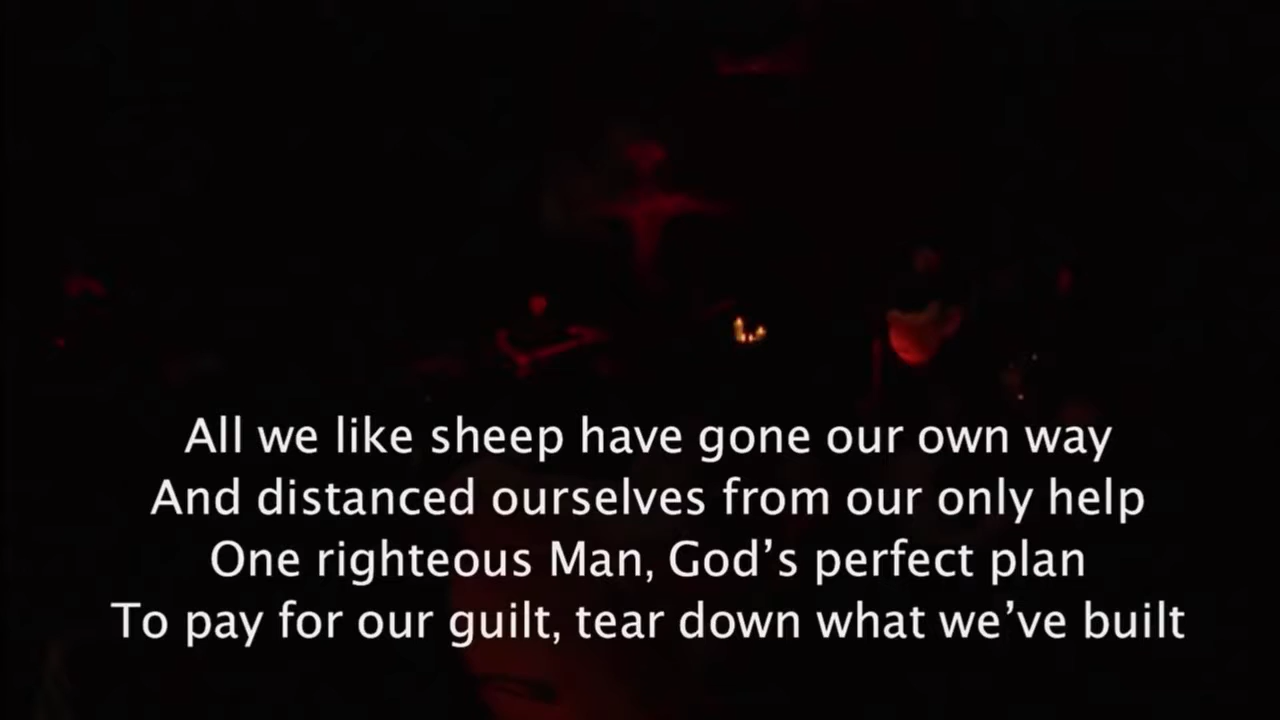 All we like sheep have gone our own way
And distanced ourselves from our only help
One righteous Man, God’s perfect plan
To pay for our guilt, tear down what we’ve built